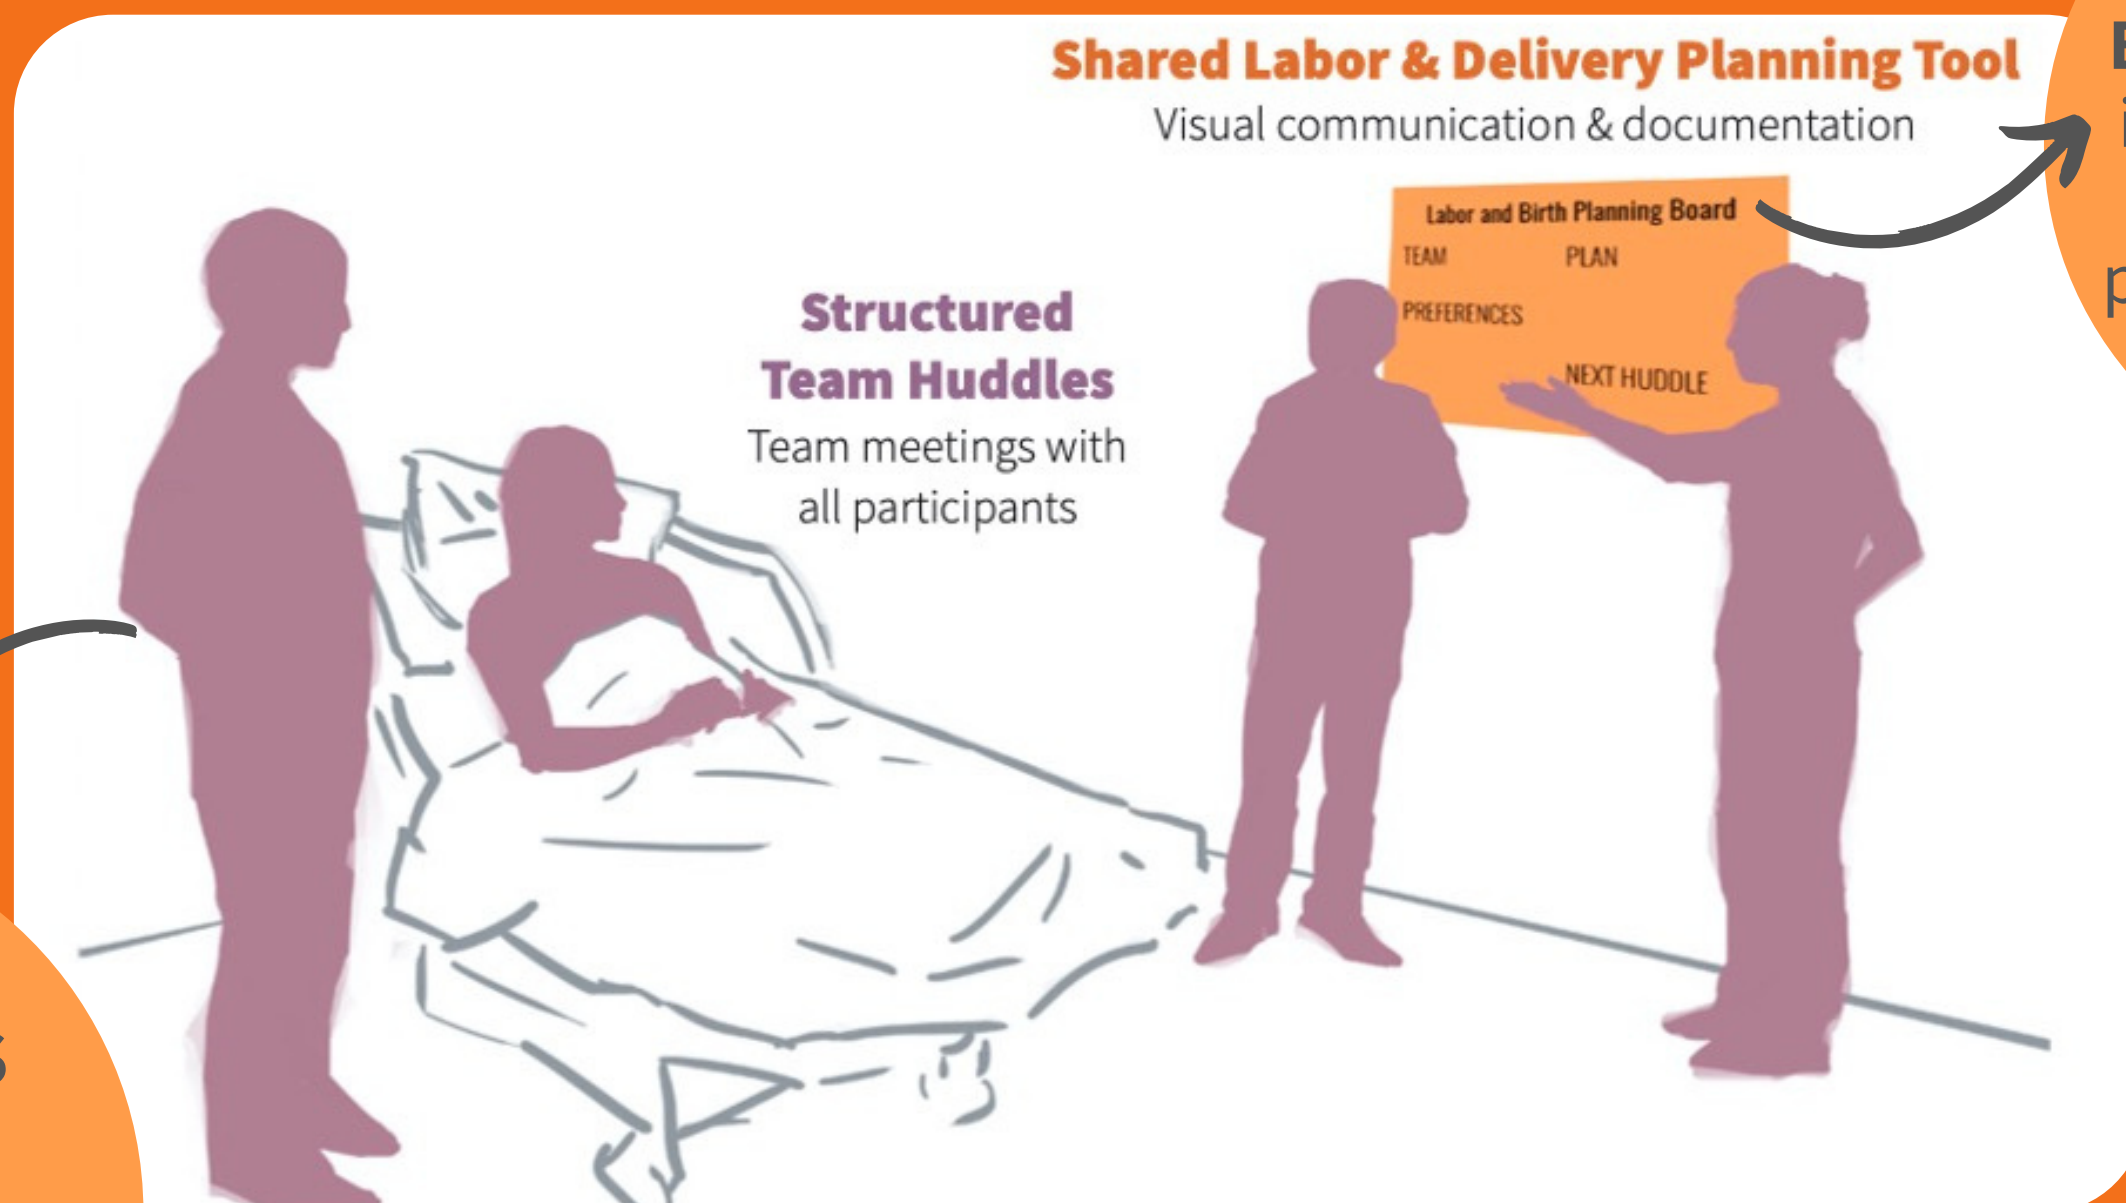 Shared Labor & Delivery Planning Tool
Visual communication & documentation
Labor and Birth Planning Board
TEAM PLAN
PREFERENCES
NEXT HUDDLE
Structured
Team Huddles
Team meetings with
all participants